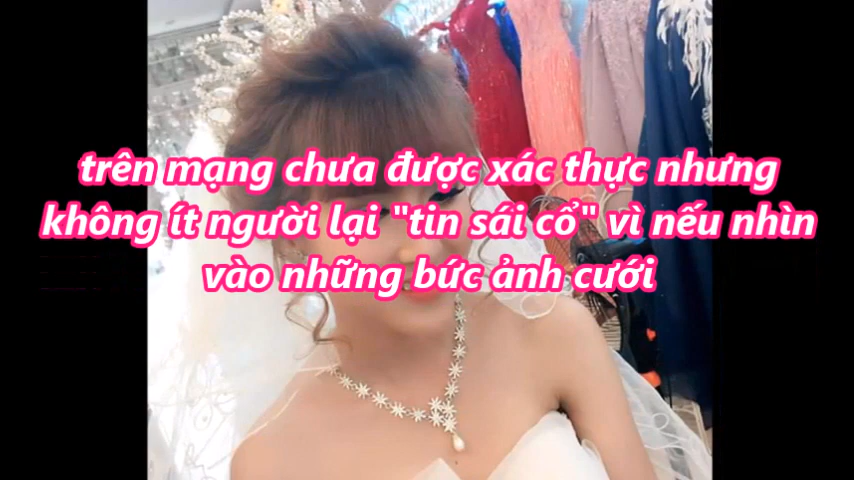 trên mạng chưa được xác thực nhưng
không ít người lại "tin sái cổ" vì nếu nhìn
vào những bức ảnh cưới